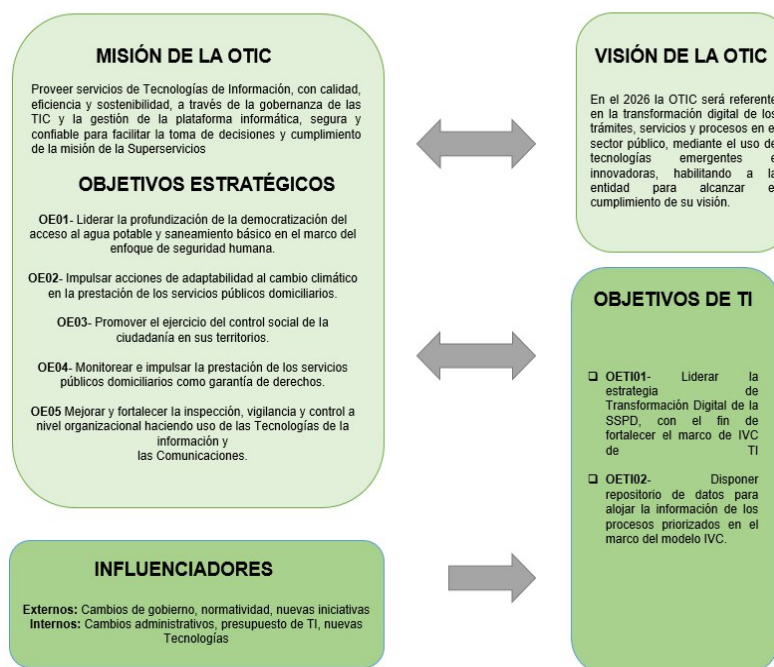 MISIÓN DE LA OTIC
Proveer servicios de Tecnologías de Información, con calidad,
eficiencia y sostenibilidad, a través de la gobernanza de las
TIC y la gestión de la plataforma informática, segura y
confiable para facilitar la toma de decisiones y cumplimiento
de la misión de la Superservicios
OBJETIVOS ESTRATÉGICOS
OE01- Liderar la profundización de la democratización del
acceso al agua potable y saneamiento básico en el marco del
enfoque de seguridad humana.
OE02- Impulsar acciones de adaptabilidad al cambio climático
en la prestación de los servicios públicos domiciliarios.
OE03- Promover el ejercicio del control social de la
ciudadanía en sus territorios.
OE04- Monitorear e impulsar la prestación de los servicios
públicos domiciliarios como garantía de derechos.
OE05 Mejorar y fortalecer la inspección, vigilancia y control a
nivel organizacional haciendo uso de las Tecnologías de la
información y
las Comunicaciones.
INFLUENCIADORES
Externos: Cambios de gobierno, normatividad, nuevas iniciativas
Internos: Cambios administrativos, presupuesto de TI, nuevas
Tecnologías
VISIÓN DE LA OTIC
En el 2026 la OTIC será referente
en la transformación digital de los
trámites, servicios y procesos en el
sector público, mediante el uso de
tecnologías emergentes e
innovadoras, habilitando a la
entidad para alcanzar el
cumplimiento de su visión.
OBJETIVOS DE TI
❑ OETI01- Liderar la
estrategia de
Transformación Digital de la
SSPD, con el fin de
fortalecer el marco de IVC
de TI
❑ OETI02- Disponer
repositorio de datos para
alojar la información de los
procesos priorizados en el
marco del modelo IVC.